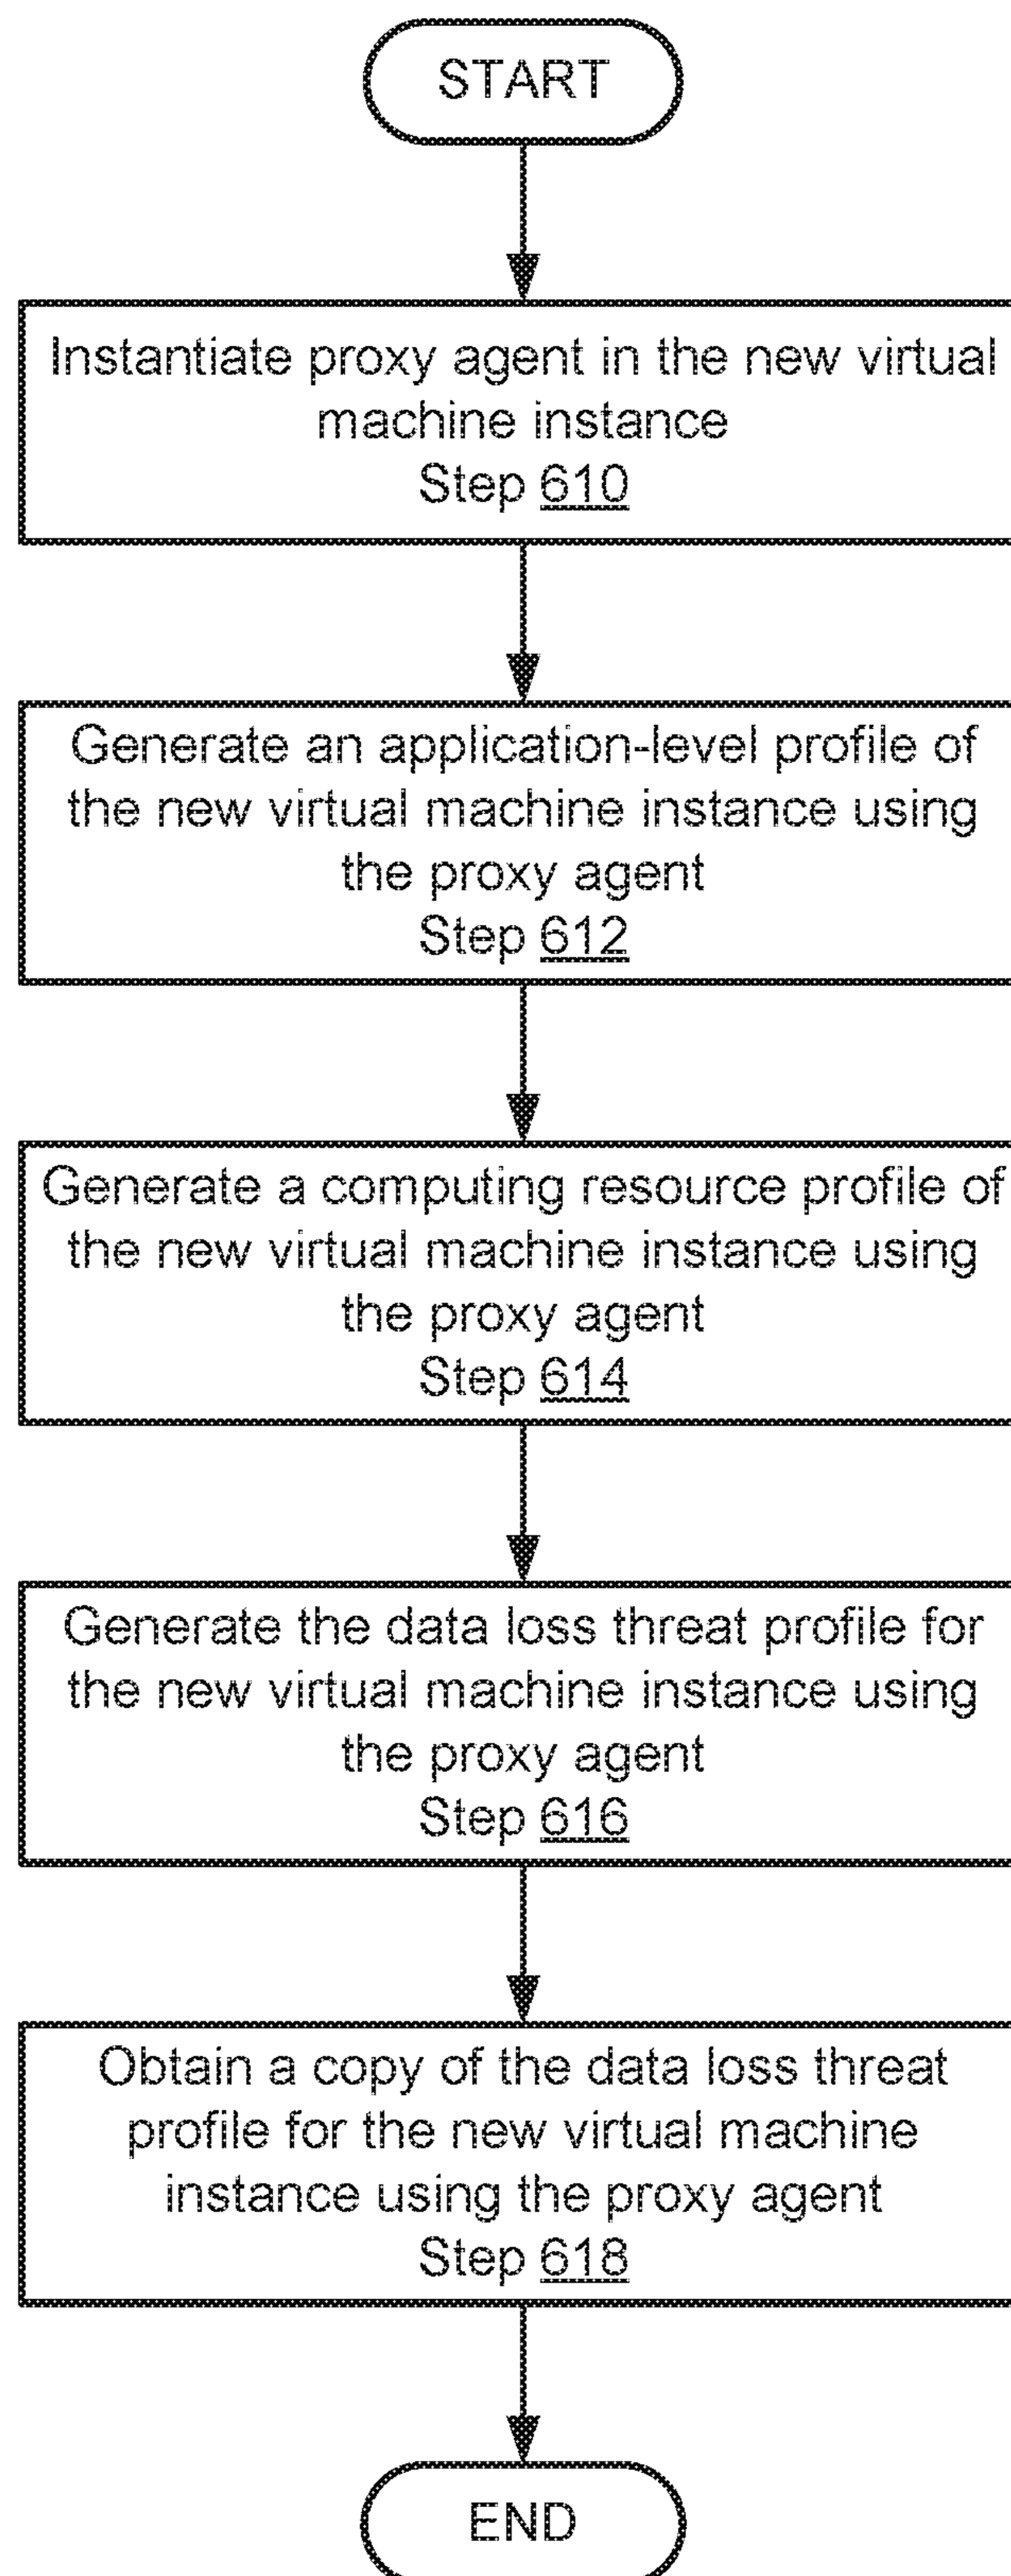 START
Instantiate proxy agent in the new virtual
machine instance
Step 610
Generate an application-level profile of
the new virtual machine instance using
the proxy agent
Step 612
Generate a computing resource profile of
the new virtual machine instance using
the proxy agent
Step 614
Generate the data loss threat profile for
the new virtual machine instance using
the proxy agent
Step 616
Obtain a copy of the data loss threat
profile for the new virtual machine
instance using the proxy agent
Step 618
END